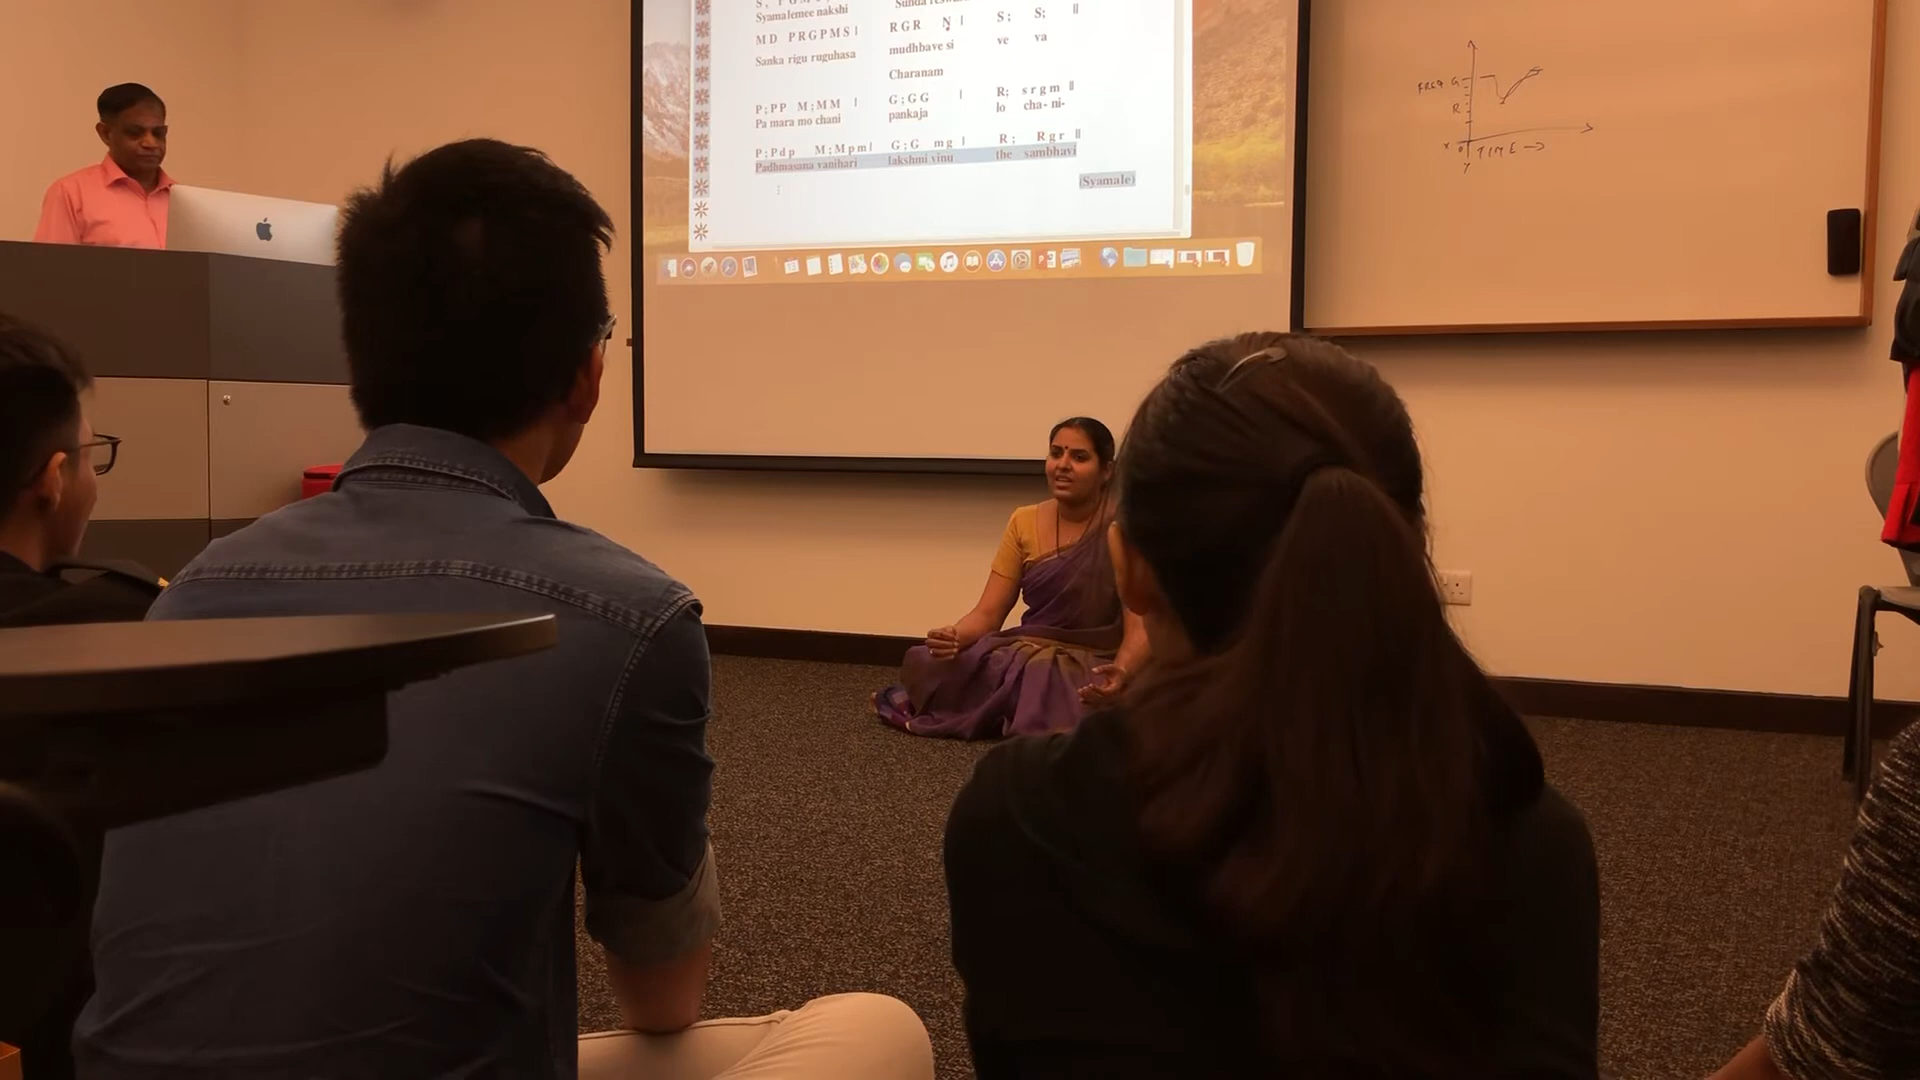 Syamalemee nakshi
MD PRGPMS | RGR Ṇ | S; S; ||
Sanka rigu ruguhasa mudhbave si ve va
Charanam
P;PP M;MM | G;GG | R; srgm ||
Pa mara mo chani pankaja lo cha- ni-
P;Pdp M;Mpm| G;G mg | R; Rgr ||
Padhmasana vanihari lakshmi vinu the sambhavi
(Syamale)
FREQ G
R
X 0 TIME →
Y